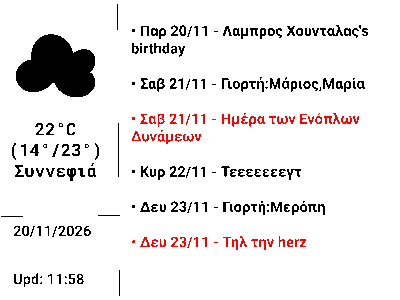 22°C
(14°/23°)
Συννεφιά
20/11/2026
Upd: 11:58
• Παρ 20/11 - Λαμπρος Χουνταλας's
birthday
• Σαβ 21/11 - Γιορτή:Μάριος,Μαρία
• Σαβ 21/11 - Ημέρα των Ενόπλων
Δυνάμεων
• Κυρ 22/11 - Τεεεεεεεγτ
• Δευ 23/11 - Γιορτή:Μερόπη
• Δευ 23/11 - Τηλ την herz